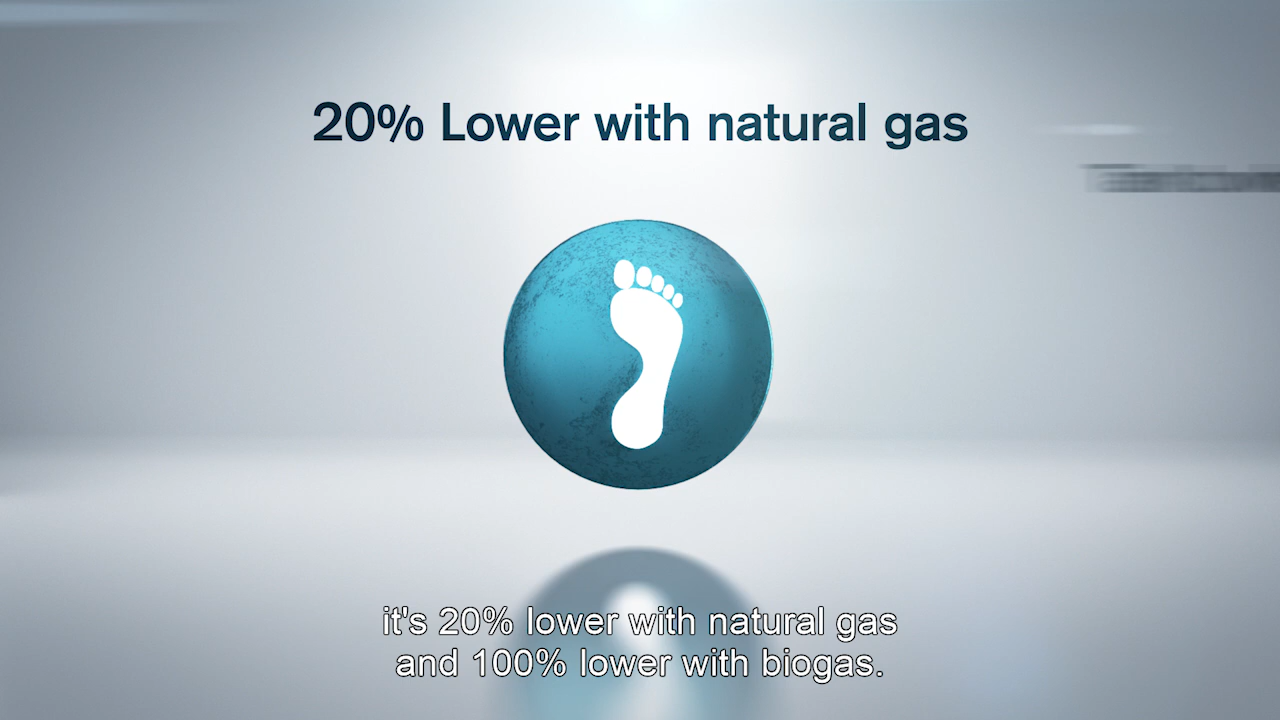 20% Lower with natural gas
it's 20% lower with natural gas
and 100% lower with biogas.